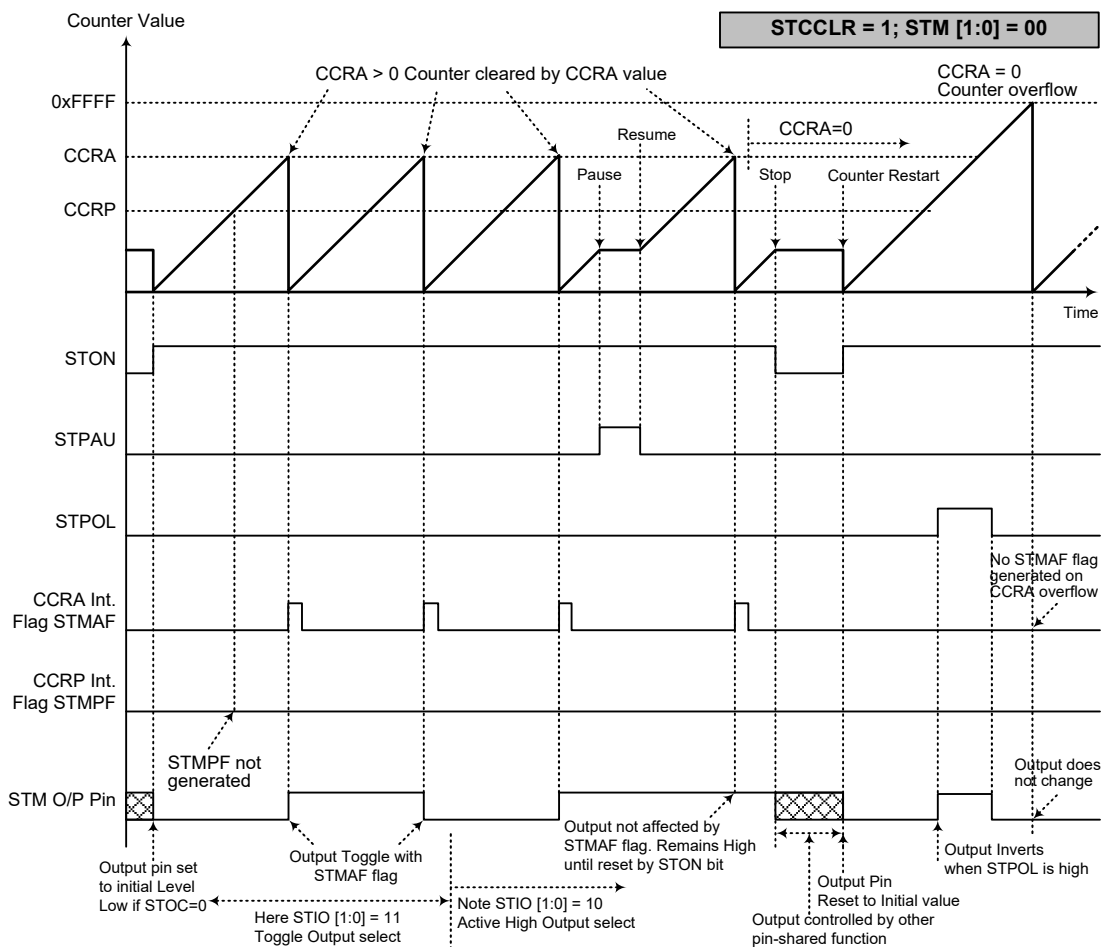 Counter Value
STCCLR = 1; STM [1:0] = 00
CCRA > 0 Counter cleared by CCRA value
CCRA = 0
Counter overflow
0xFFFF
Resume
CCRA=0
CCRA
Pause
Stop
Counter Restart
CCRP
Time
STON
STPAU
STPOL
No STMAF flag
generated on
CCRA overflow
CCRA Int.
Flag STMAF
CCRP Int.
Flag STMPF
STMPF not
generated
Output does
not change
STM O/P Pin
Output pin set
to initial Level
Low if STOC=0
Output Toggle with
STMAF flag
Output not affected by
STMAF flag. Remains High
until reset by STON bit
Output Inverts
when STPOL is high
Output Pin
Reset to Initial value
Here STIO [1:0] = 11
Toggle Output select
Note STIO [1:0] = 10
Active High Output select
Output controlled by other
pin-shared function